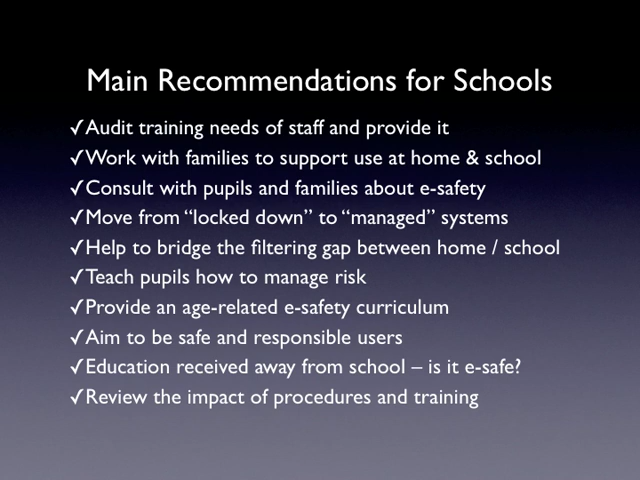 Main Recommendations for Schools
✓Audit training needs of staff and provide it
✓Work with families to support use at home & school
✓Consult with pupils and families about e-safety
✓Move from “locked down” to “managed” systems
✓Help to bridge the filtering gap between home / school
✓Teach pupils how to manage risk
✓Provide an age-related e-safety curriculum
✓Aim to be safe and responsible users
✓Education received away from school – is it e-safe?
✓Review the impact of procedures and training